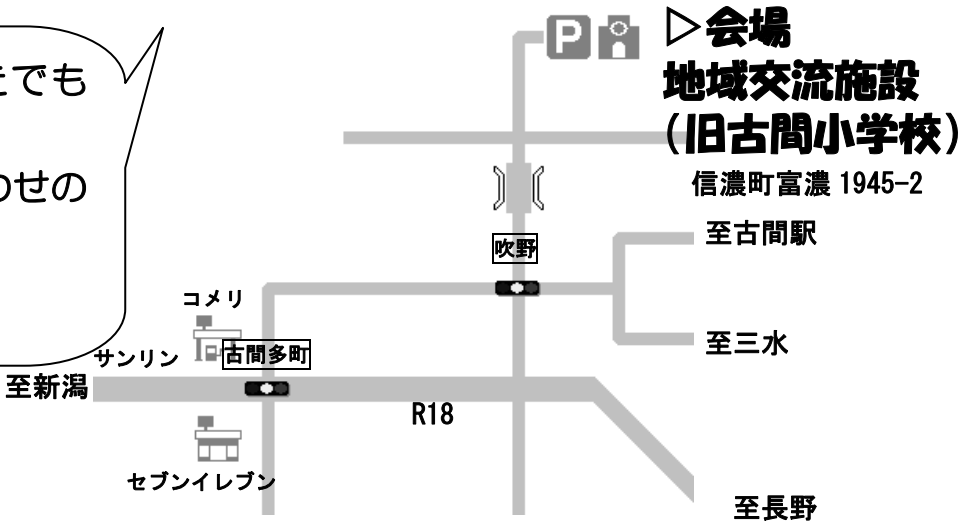 でも
わせの
P
▷会場
地域交流施設
(旧古間小学校)
信濃町富濃 1945-2
至古間駅
吹野
コメリ
至三水
サンリン
古間多町
至新潟
R18
セブンイレブン
至長野